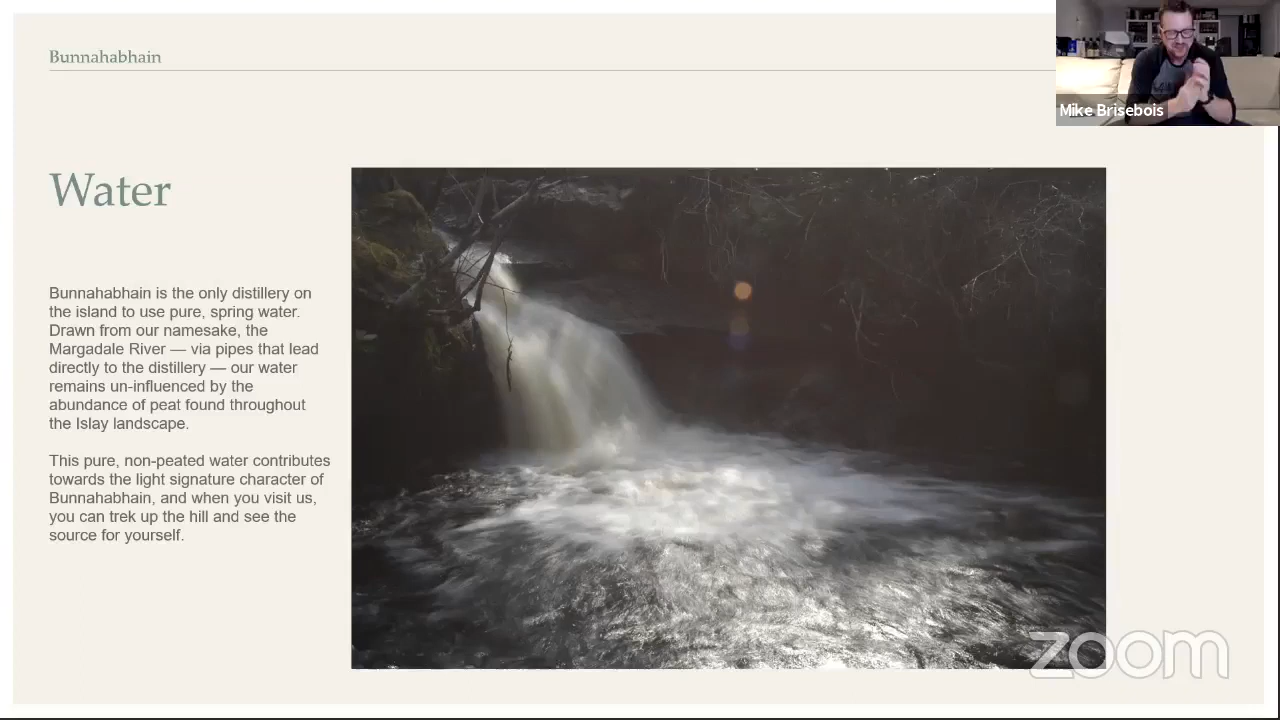 Bunnahabhain
Mike Brisebois
Water
Bunnahabhain is the only distillery on
the island to use pure, spring water.
Drawn from our namesake, the
Margadale River — via pipes that lead
directly to the distillery — our water
remains un-influenced by the
abundance of peat found throughout
the Islay landscape.
This pure, non-peated water contributes
towards the light signature character of
Bunnahabhain, and when you visit us,
you can trek up the hill and see the
source for yourself.
zoom